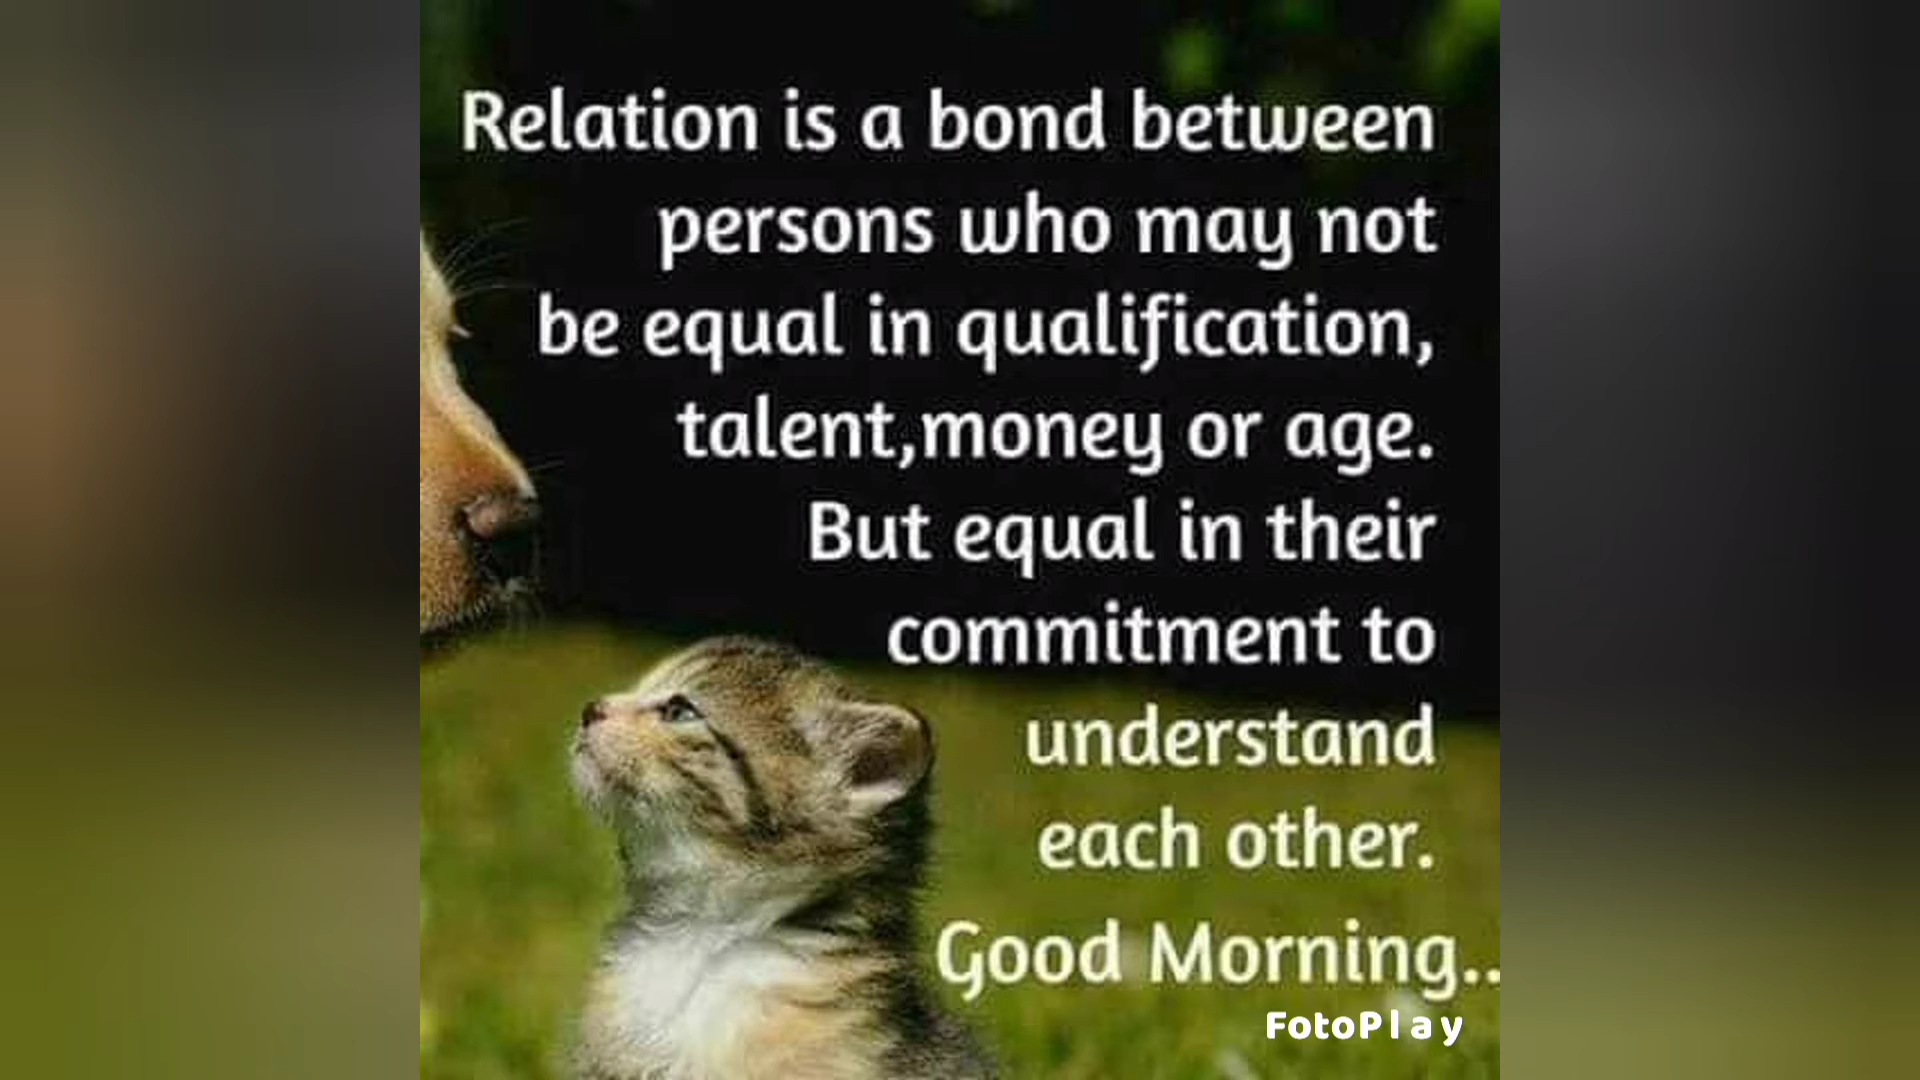 Relation is a bond between
persons who may not
be equal in qualification,
talent,money or age.
But equal in their
commitment to
understand
each other.
Good Morning..
FotoPlay